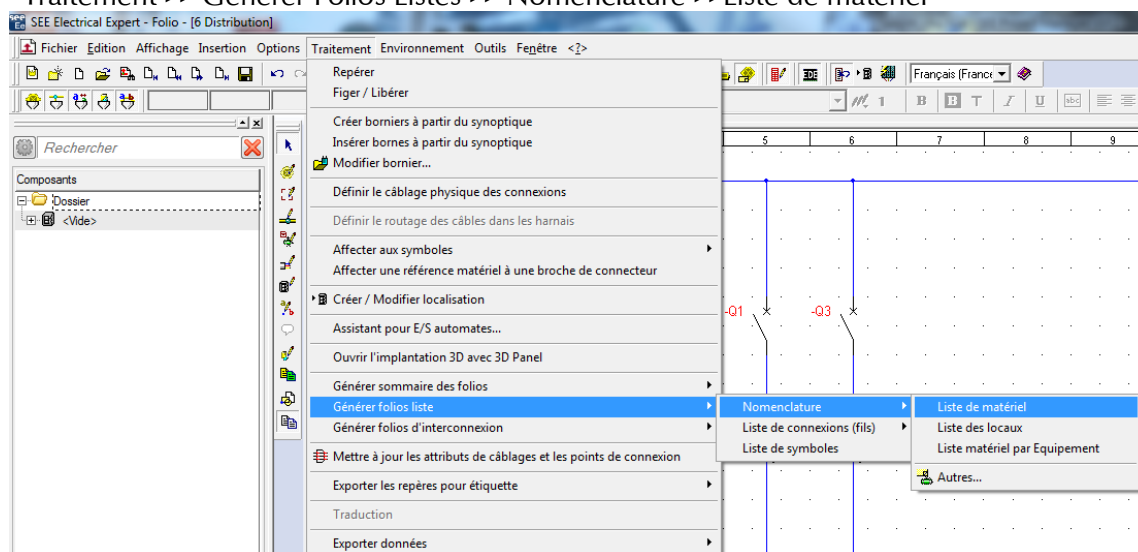 Traitement >> Générer Folios Listes >> Nomenclature >>Liste de matériel
SEE Electrical Expert - Folio - [6 Distribution]
Fichier Edition Affichage Insertion Options Traitement Environnement Outils Fenêtre <?>
Français (France
1 B B T I U abc
Rechercher
Composants
Dossier
<Vide>
Repérer
Figer / Libérer
Créer borniers à partir du synoptique
Insérer bornes à partir du synoptique
Modifier bornier...
Définir le câblage physique des connexions
Définir le routage des câbles dans les harnais
Affecter aux symboles
Affecter une référence matériel à une broche de connecteur
Créer / Modifier localisation
Assistant pour E/S automates...
Ouvrir l'implantation 3D avec 3D Panel
Générer sommaire des folios
Générer folios liste
Générer folios d'interconnexion
Mettre à jour les attributs de câblages et les points de connexion
Exporter les repères pour étiquette
Traduction
Exporter données
Nomenclature
Liste de connexions (fils)
Liste de symboles
Liste de matériel
Liste des locaux
Liste matériel par Equipement
Autres...
5 6 7 8 9
-Q1 -Q3